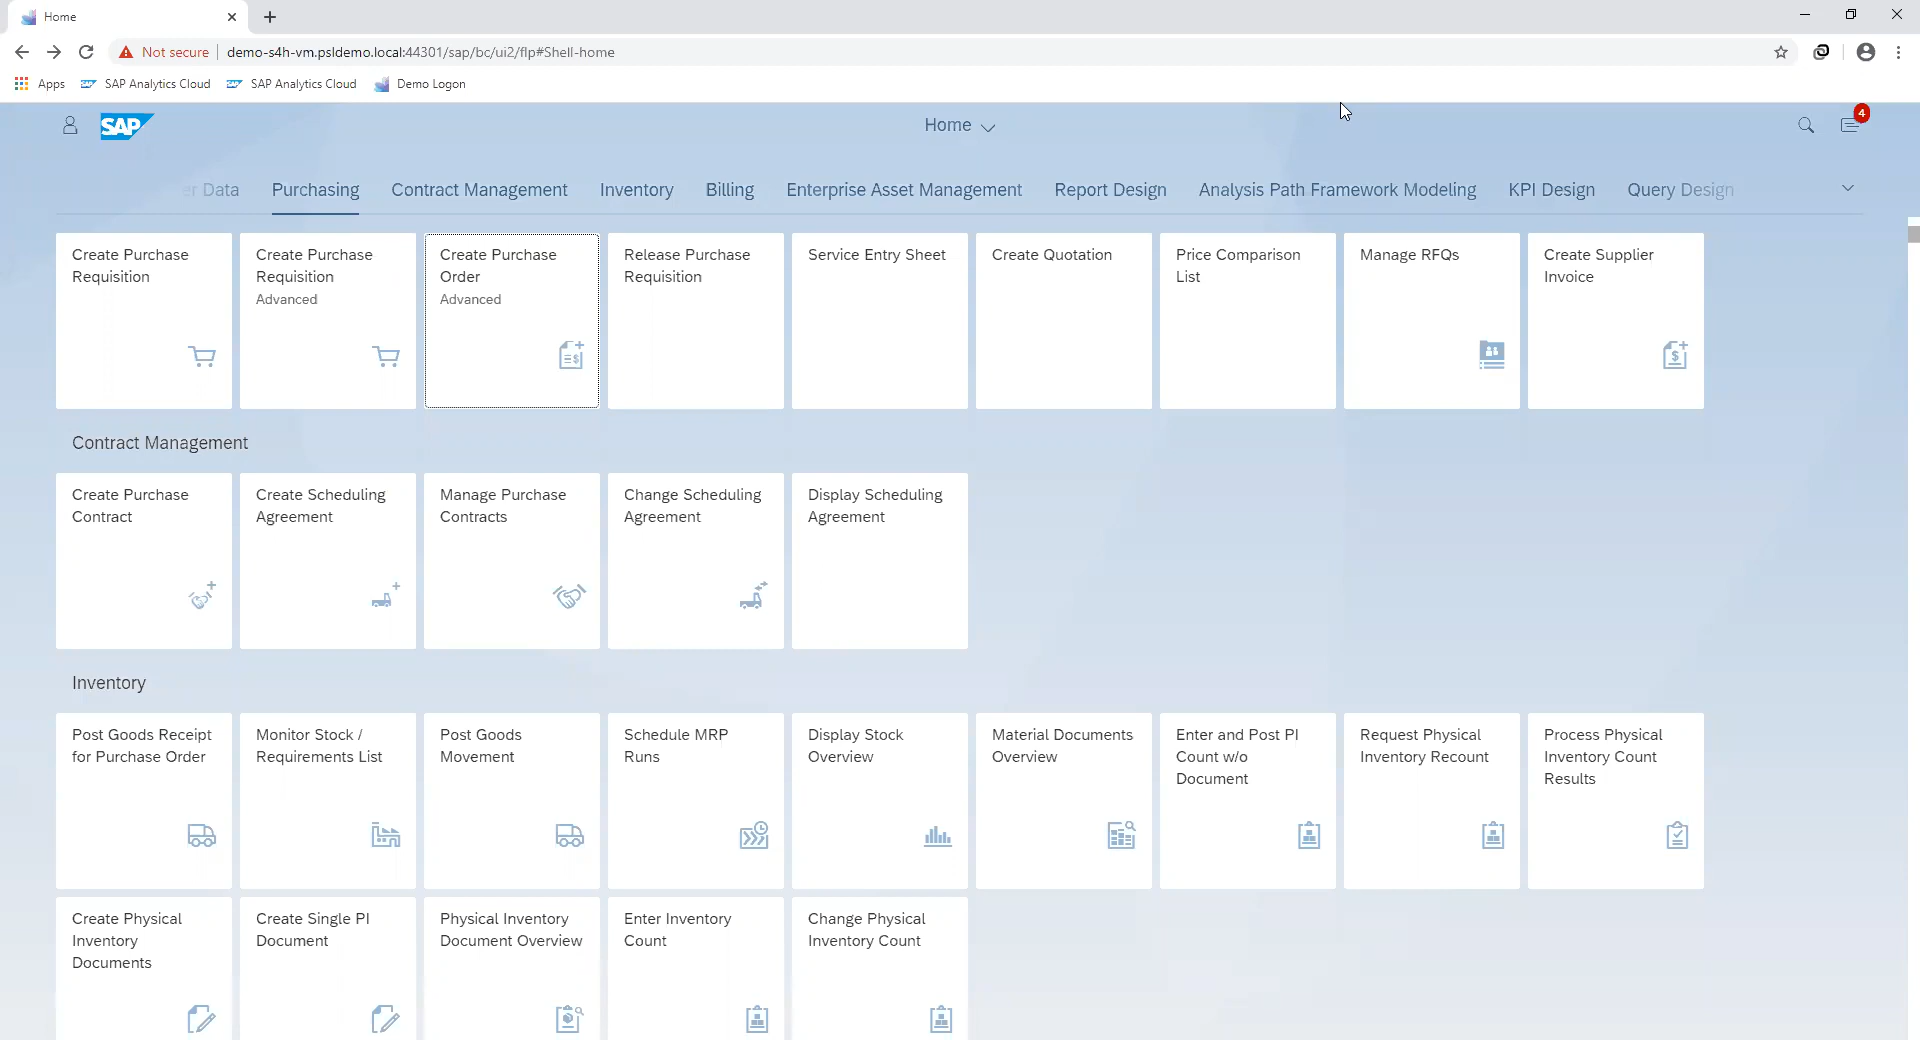 Home
Not secure
demo-s4h-vm.psldemo.local:44301/sap/bc/ui2/flp#Shell-home
Apps
SAP Analytics Cloud
SAP Analytics Cloud
Demo Logon
SAP
Home
4
er Data
Purchasing
Contract Management
Inventory
Billing
Enterprise Asset Management
Report Design
Analysis Path Framework Modeling
KPI Design
Query Design
Create Purchase
Requisition
Create Purchase
Requisition
Advanced
Create Purchase
Order
Advanced
Release Purchase
Requisition
Service Entry Sheet
Create Quotation
Price Comparison
List
Manage RFQs
Create Supplier
Invoice
Contract Management
Create Purchase
Contract
Create Scheduling
Agreement
Manage Purchase
Contracts
Change Scheduling
Agreement
Display Scheduling
Agreement
Inventory
Post Goods Receipt
for Purchase Order
Monitor Stock /
Requirements List
Post Goods
Movement
Schedule MRP
Runs
Display Stock
Overview
Material Documents
Overview
Enter and Post PI
Count w/o
Document
Request Physical
Inventory Recount
Process Physical
Inventory Count
Results
Create Physical
Inventory
Documents
Create Single PI
Document
Physical Inventory
Document Overview
Enter Inventory
Count
Change Physical
Inventory Count